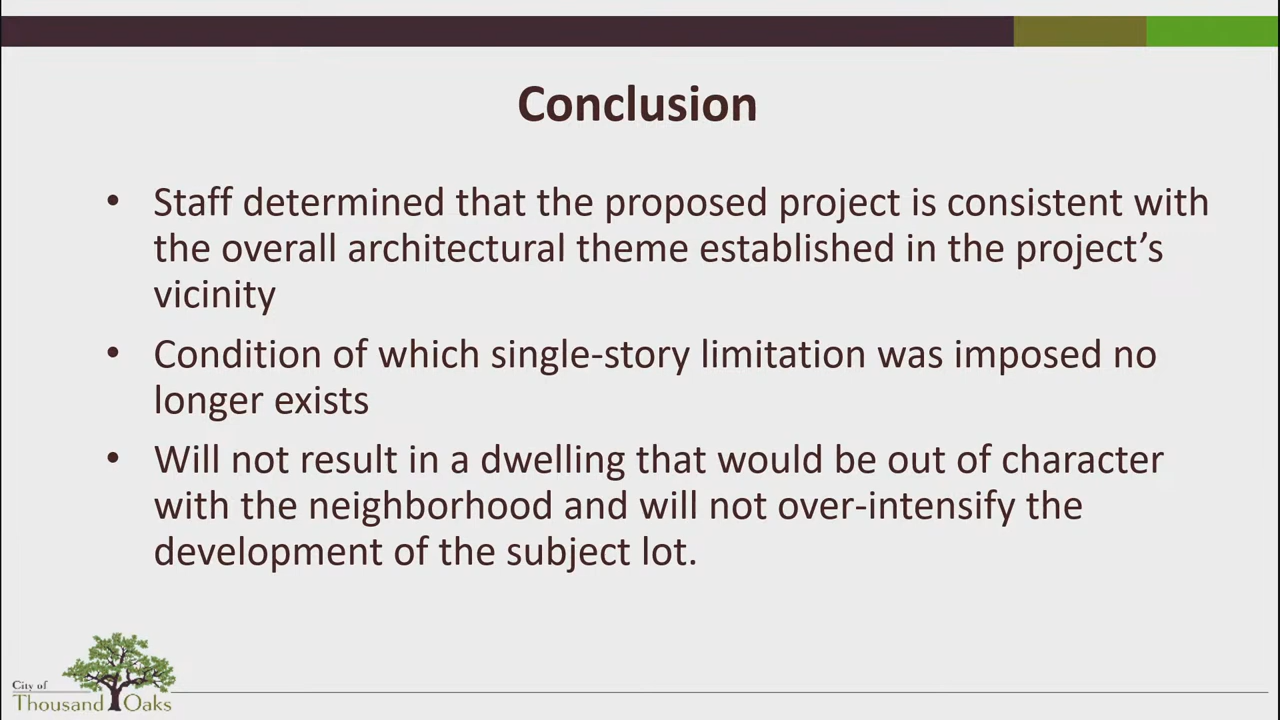 Conclusion
• Staff determined that the proposed project is consistent with
the overall architectural theme established in the project’s
vicinity
• Condition of which single-story limitation was imposed no
longer exists
• Will not result in a dwelling that would be out of character
with the neighborhood and will not over-intensify the
development of the subject lot.
City of
Thousand Oaks